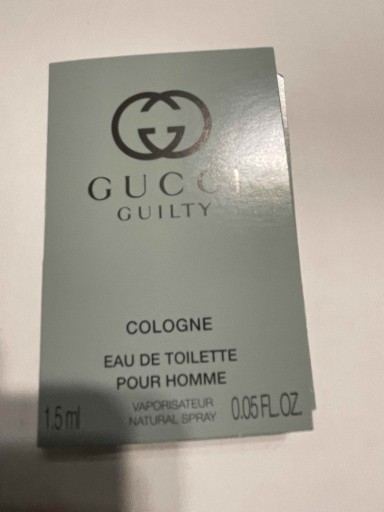 GUCCI
GUILTY
COLOGNE
EAU DE TOILETTE
POUR HOMME
VAPORISATEUR
NATURAL SPRAY
1.5 ml
0.05 FL.OZ.